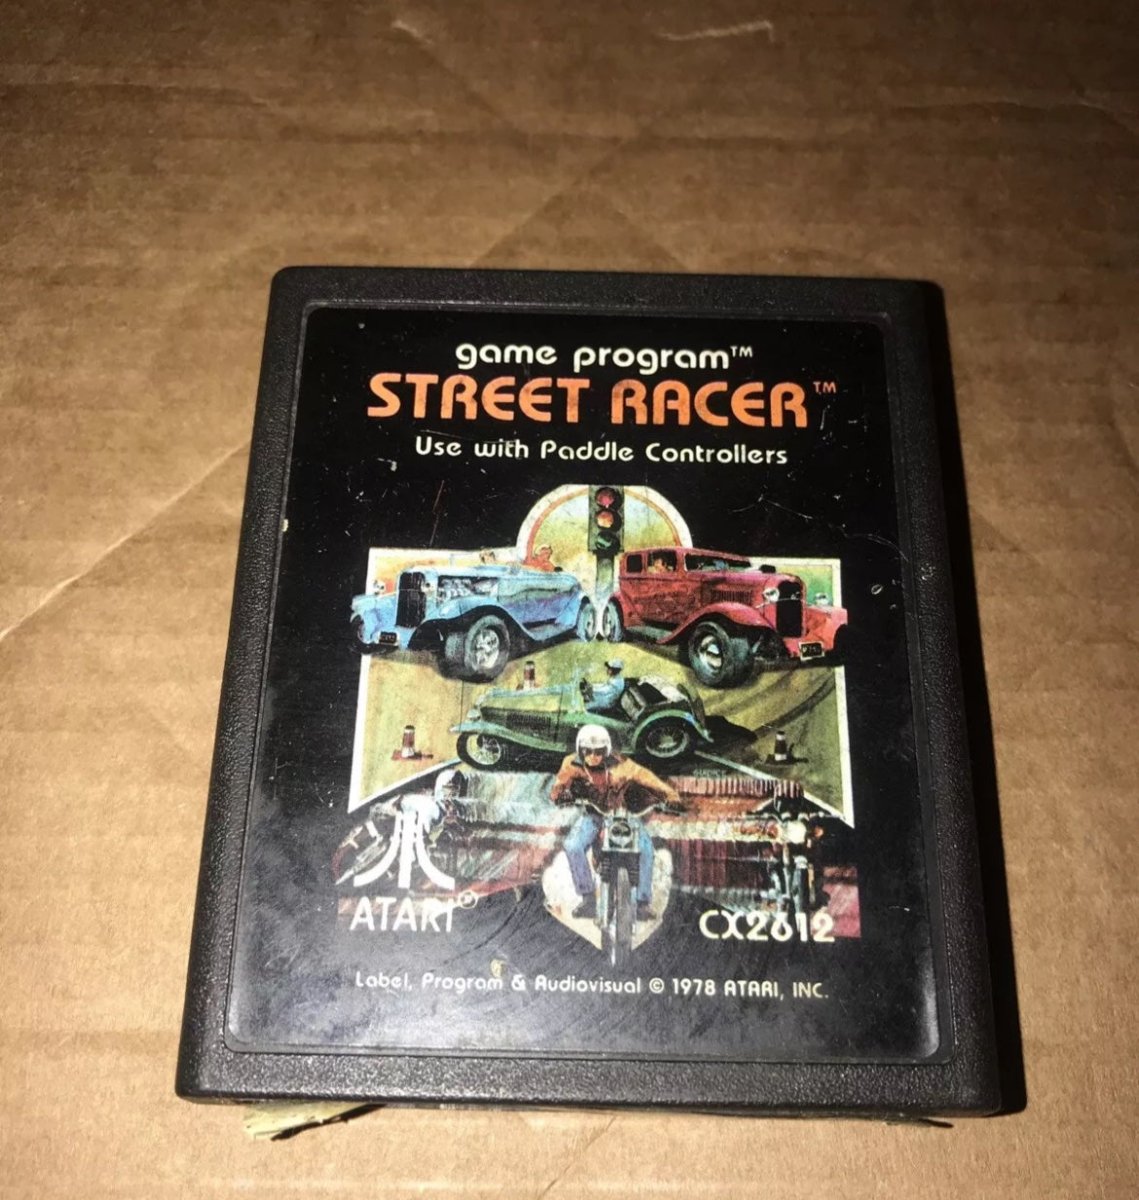 game program™
STREET RACER™
Use with Paddle Controllers
ATARI®
CX2612
Label, Program & Audiovisual © 1978 ATARI, INC.